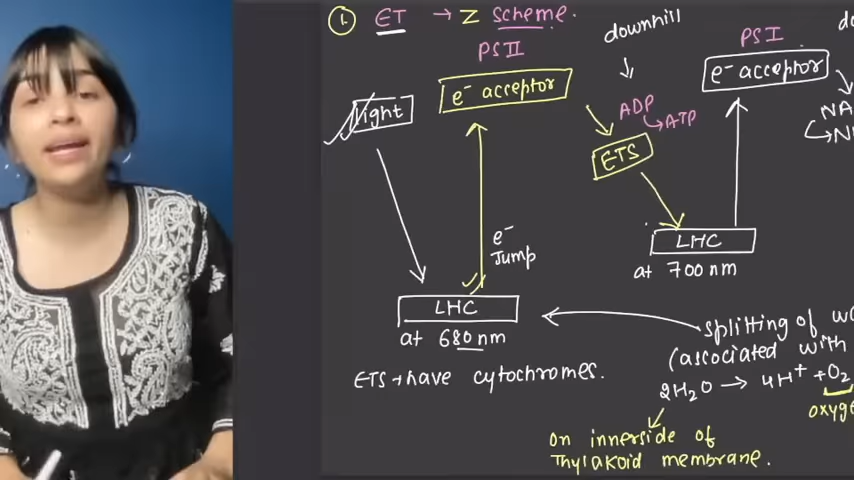 1. ET → Z scheme.
PS II
e⁻ acceptor
light
downhill
ADP
→ ATP
ETS
PS I
e⁻ acceptor
e⁻
Jump
LHC
at 680 nm
LHC
at 700 nm
splitting of
(associated with
2H₂O → 4H⁺ + O₂
ETS → have cytochromes.
on innerside of
Thylakoid membrane.